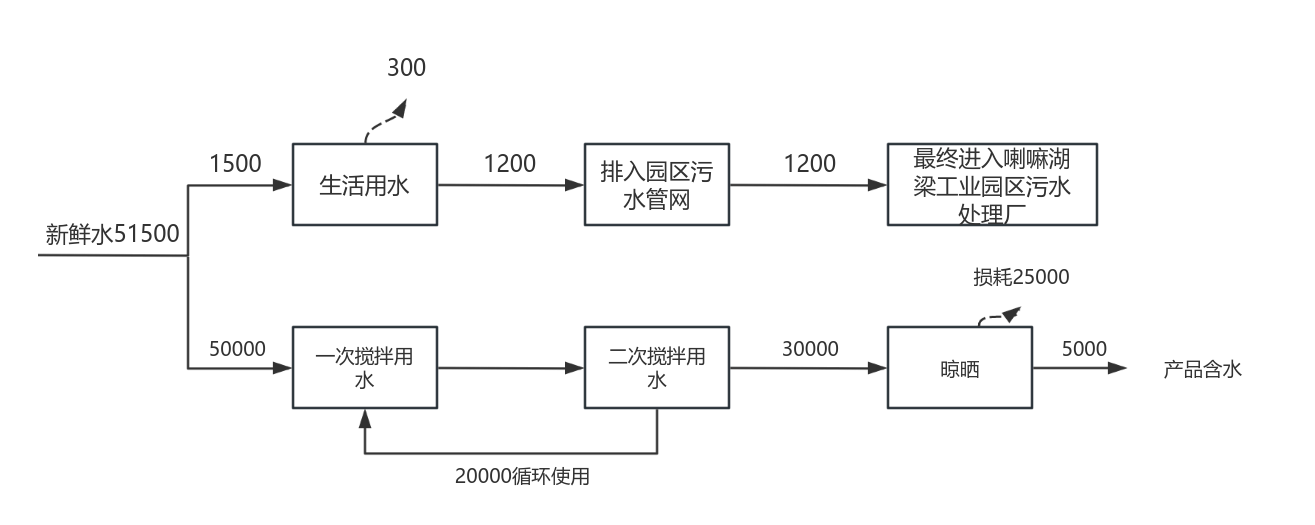 300
1500
生活用水
1200
排入园区污
水管网
1200
最终进入喇嘛湖
梁工业园区污水
处理厂
新鲜水51500
损耗25000
50000
一次搅拌用
水
二次搅拌用
水
30000
晾晒
5000
产品含水
20000循环使用